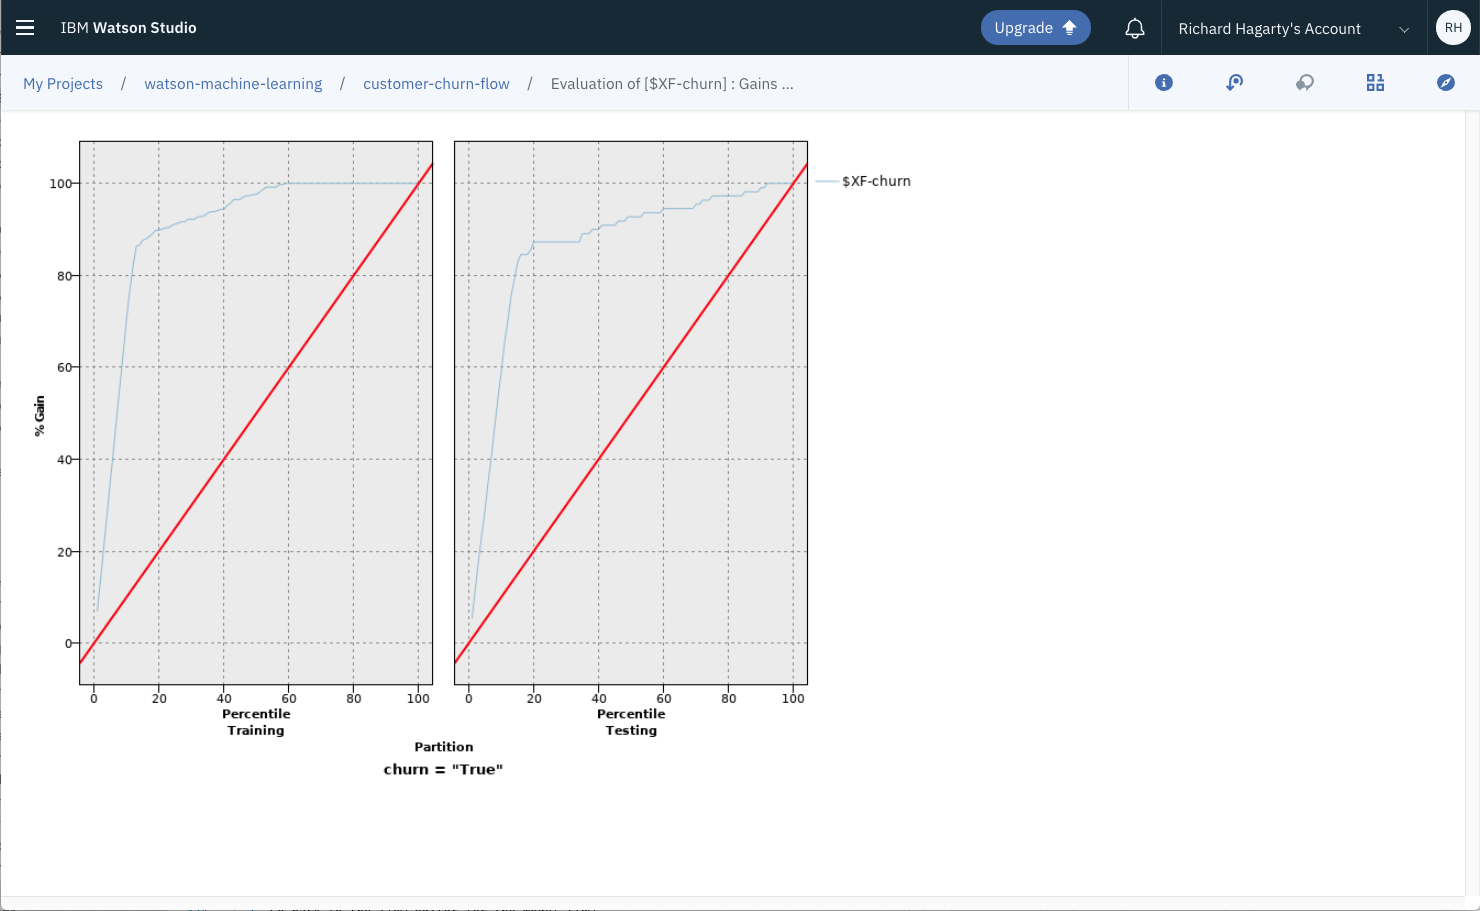 IBM Watson Studio
Upgrade
Richard Hagarty's Account
RH
My Projects / watson-machine-learning / customer-churn-flow / Evaluation of [$XF-churn] : Gains ...
$XF-churn
% Gain
100
80
60
40
20
0
0 20 40 60 80 100
0 20 40 60 80 100
Percentile
Training
Percentile
Testing
Partition
churn = "True"